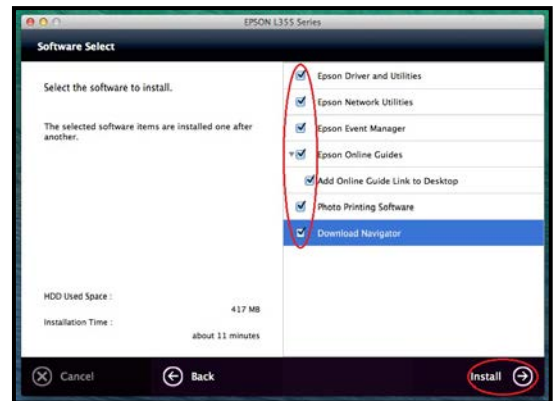 EPSON L355 Series
Software Select
Select the software to install.
The selected software items are installed one after
another.
HDD Used Space :
417 MB
Installation Time :
about 11 minutes
Epson Driver and Utilities
Epson Network Utilities
Epson Event Manager
Epson Online Guides
Add Online Guide Link to Desktop
Photo Printing Software
Download Navigator
Cancel
Back
Install